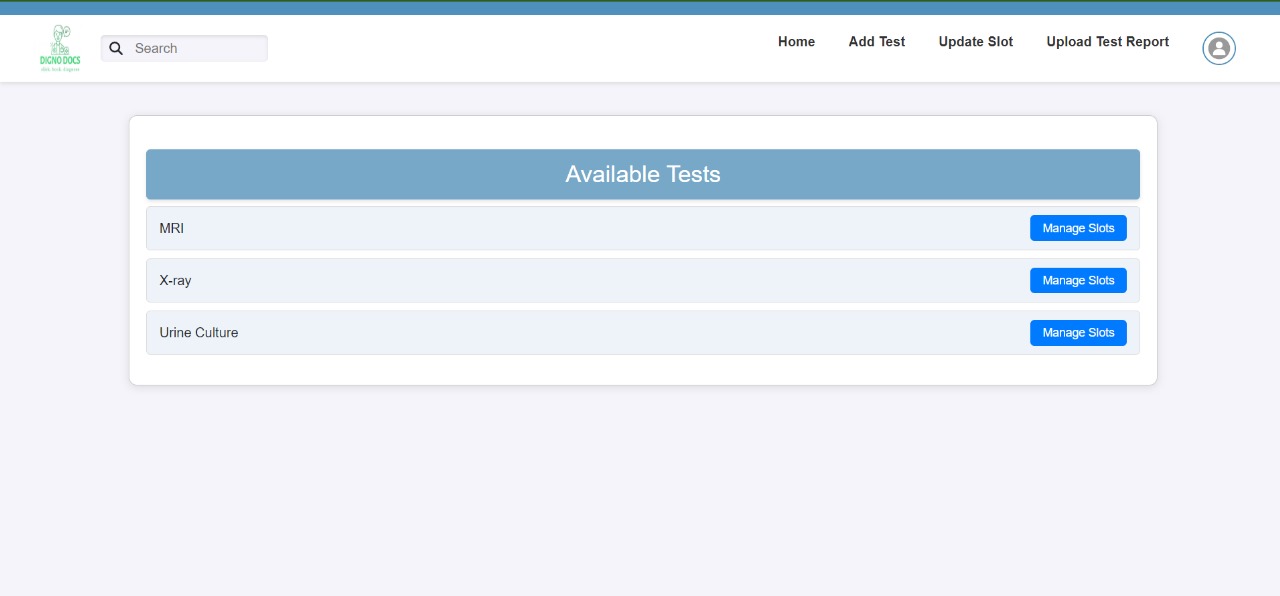 DIGNO DOCS
Search
Home
Add Test
Update Slot
Upload Test Report
Available Tests
MRI
Manage Slots
X-ray
Manage Slots
Urine Culture
Manage Slots